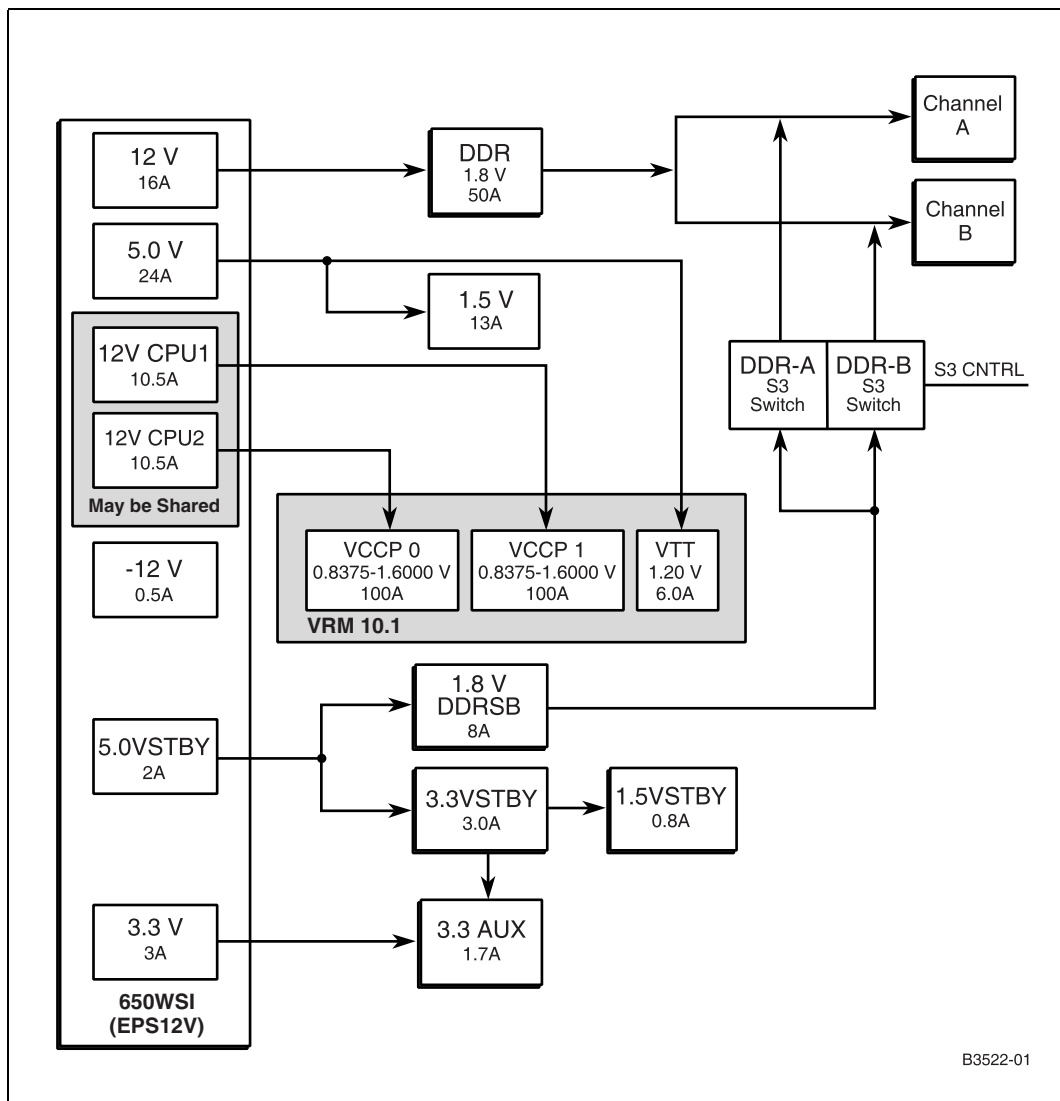 12 V
16A
5.0 V
24A
12V CPU1
10.5A
12V CPU2
10.5A
May be Shared
-12 V
0.5A
5.0VSTBY
2A
3.3 V
3A
650WSI
(EPS12V)
DDR
1.8 V
50A
1.5 V
13A
VCCP 0
0.8375-1.6000 V
100A
VCCP 1
0.8375-1.6000 V
100A
VTT
1.20 V
6.0A
VRM 10.1
1.8 V
DDRSB
8A
3.3VSTBY
3.0A
1.5VSTBY
0.8A
3.3 AUX
1.7A
Channel
A
Channel
B
DDR-A
S3
Switch
DDR-B
S3
Switch
S3 CNTRL
B3522-01